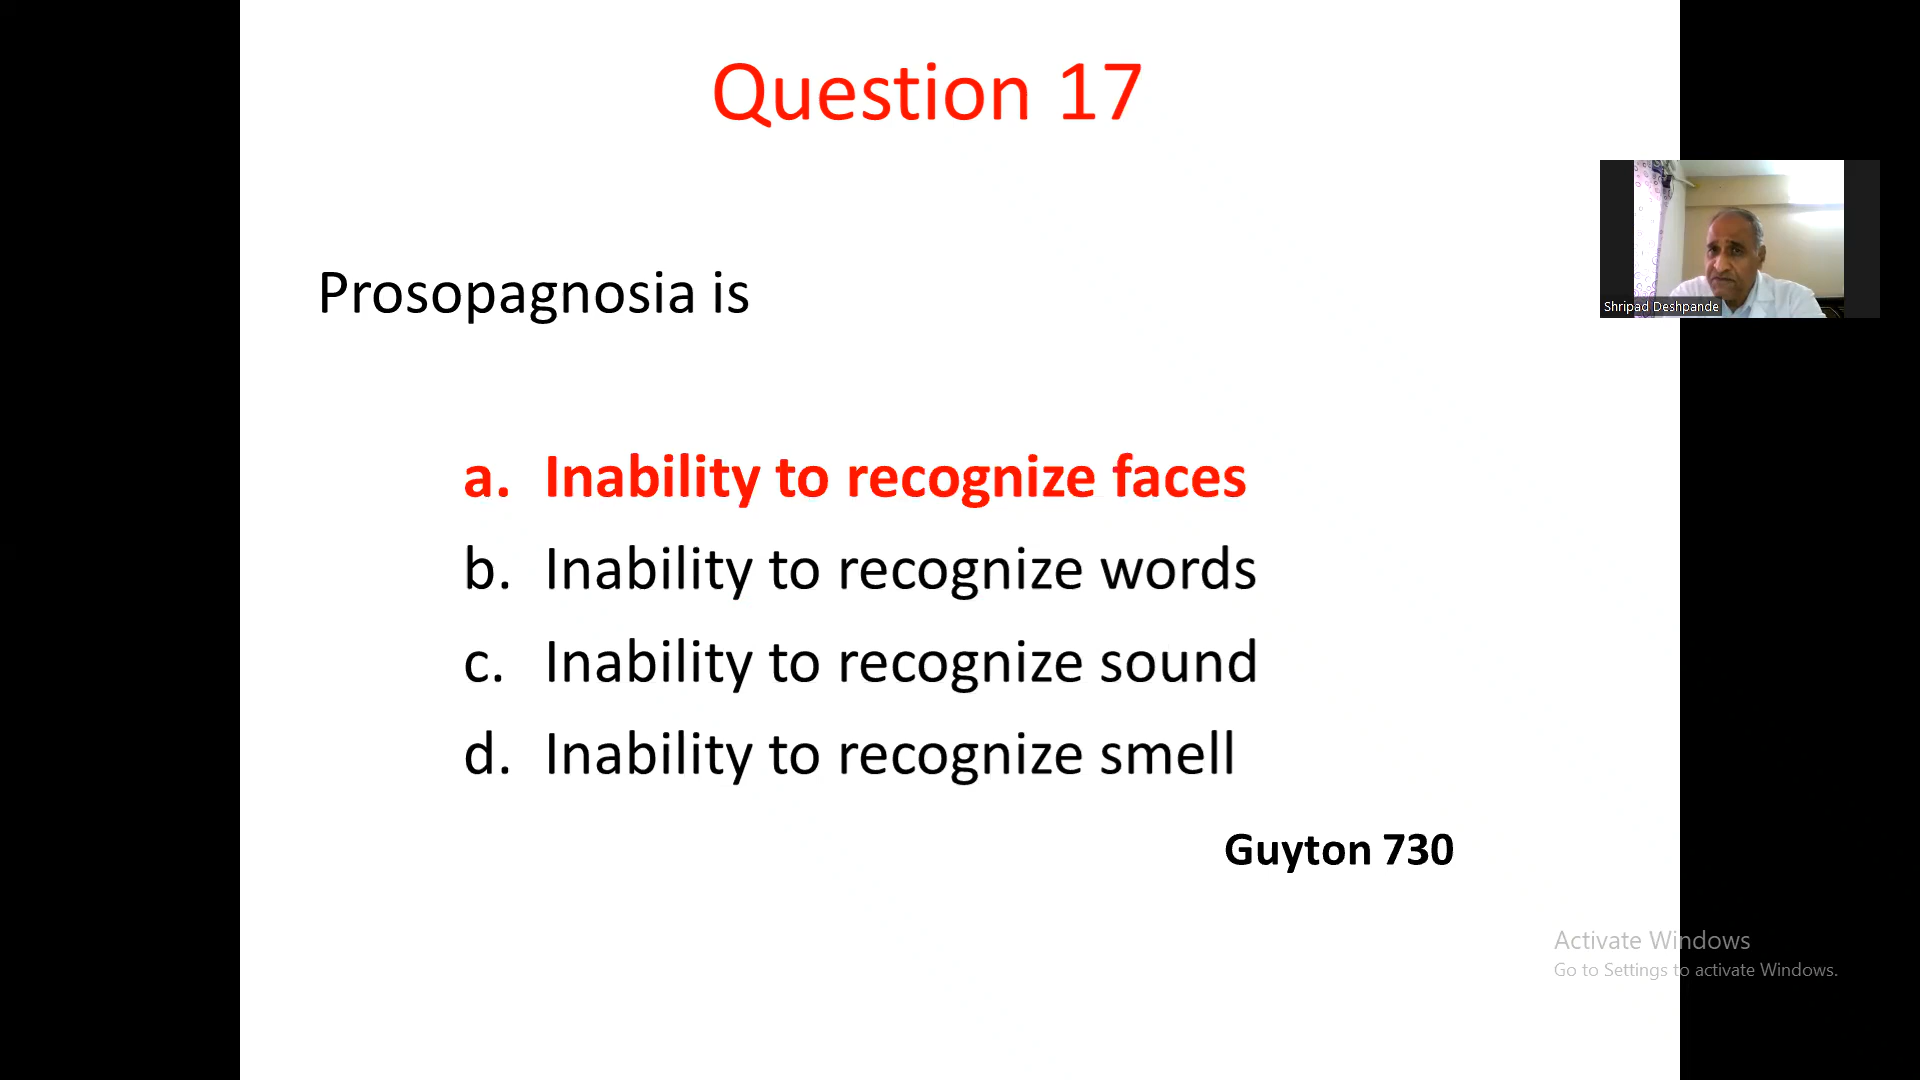 Question 17
Prosopagnosia is
a. Inability to recognize faces
b. Inability to recognize words
c. Inability to recognize sound
d. Inability to recognize smell
Guyton 730
Shripad Deshpande
Activate Windows
Go to Settings to activate Windows.